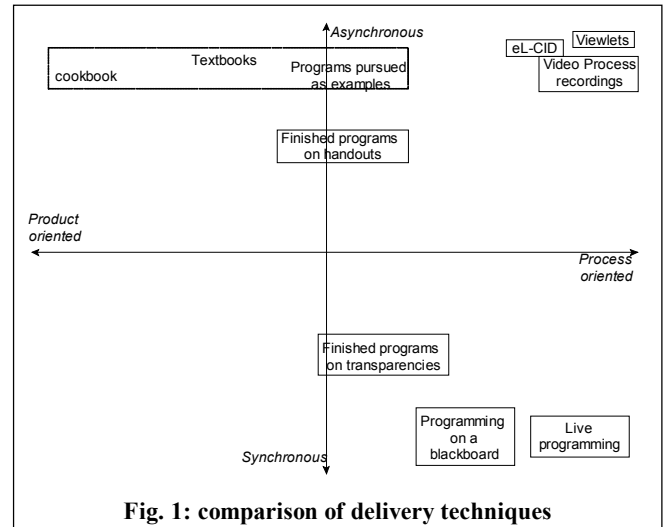 Asynchronous
Viewlets
eL-CID
Textbooks
cookbook
Programs pursued
as examples
Video Process
recordings
Finished programs
on handouts
Product
oriented
Process
oriented
Finished programs
on transparencies
Programming
on a
blackboard
Live
programming
Synchronous
Fig. 1: comparison of delivery techniques